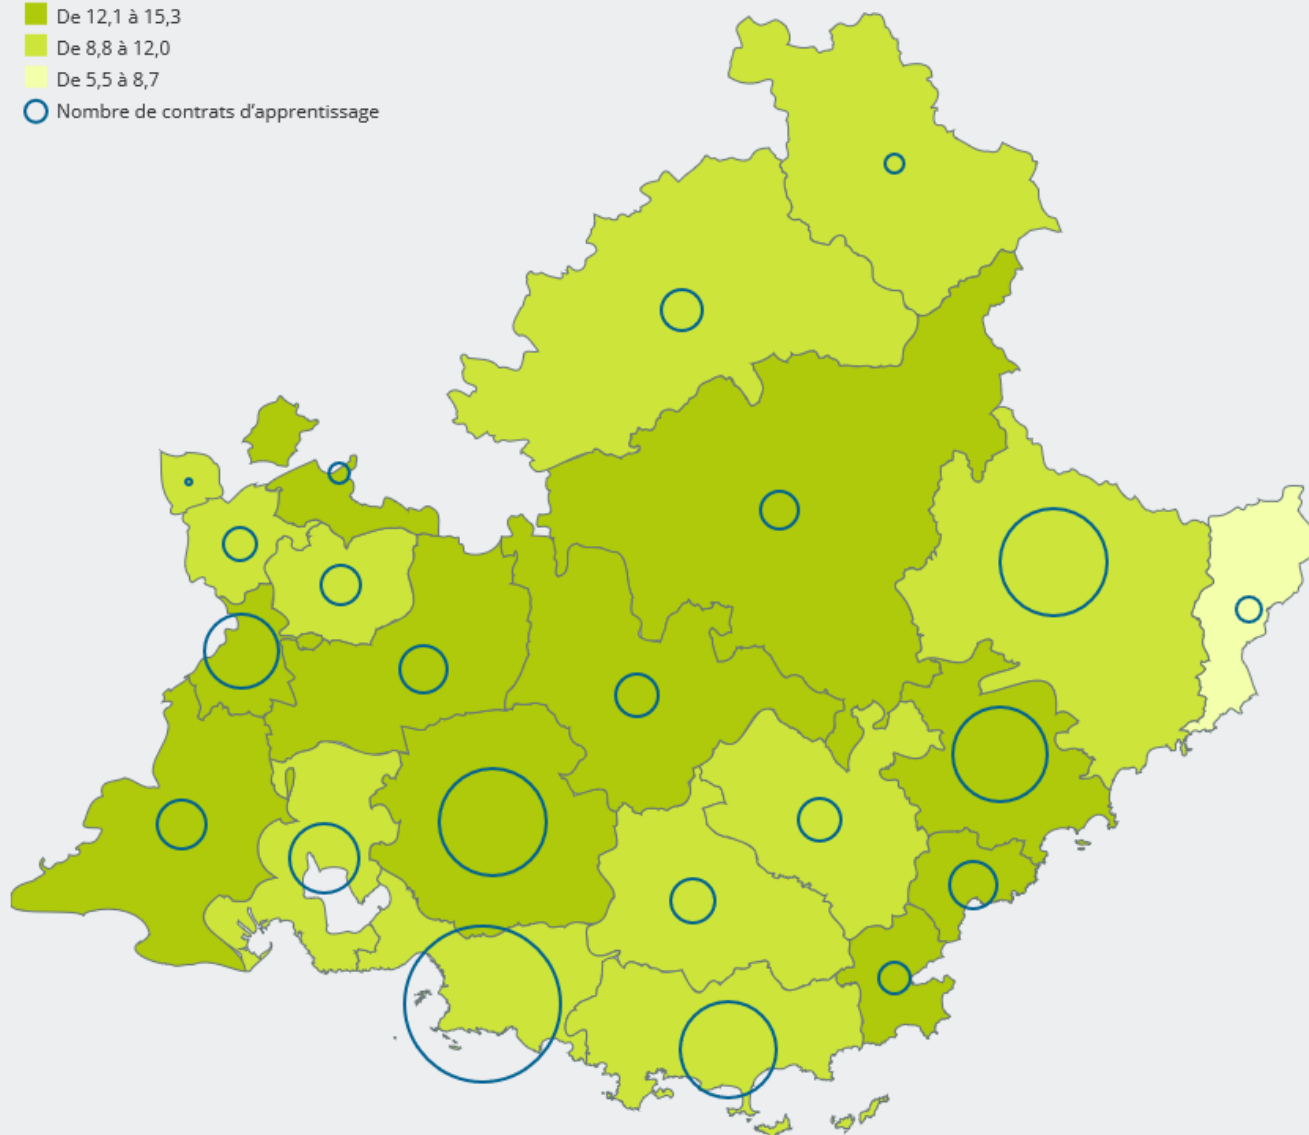 De 12,1 à 15,3
De 8,8 à 12,0
De 5,5 à 8,7
Nombre de contrats d’apprentissage